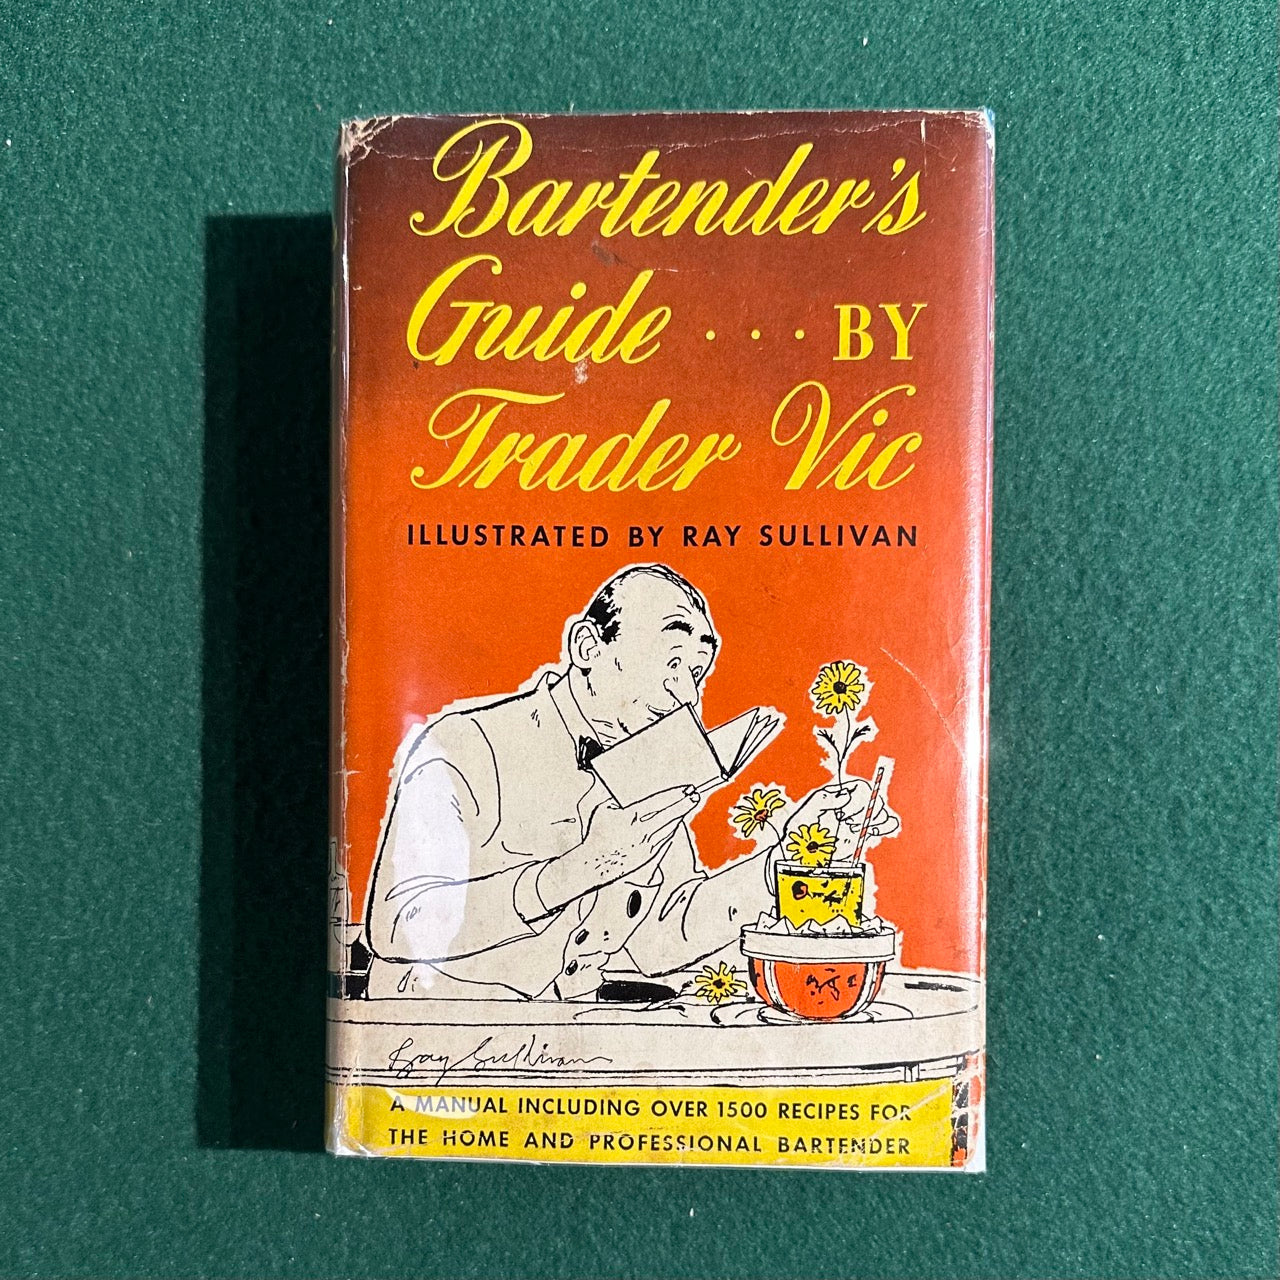 Bartender's
Guide ... BY
Trader Vic
ILLUSTRATED BY RAY SULLIVAN
Ray Sullivan
A MANUAL INCLUDING OVER 1500 RECIPES FOR
THE HOME AND PROFESSIONAL BARTENDER